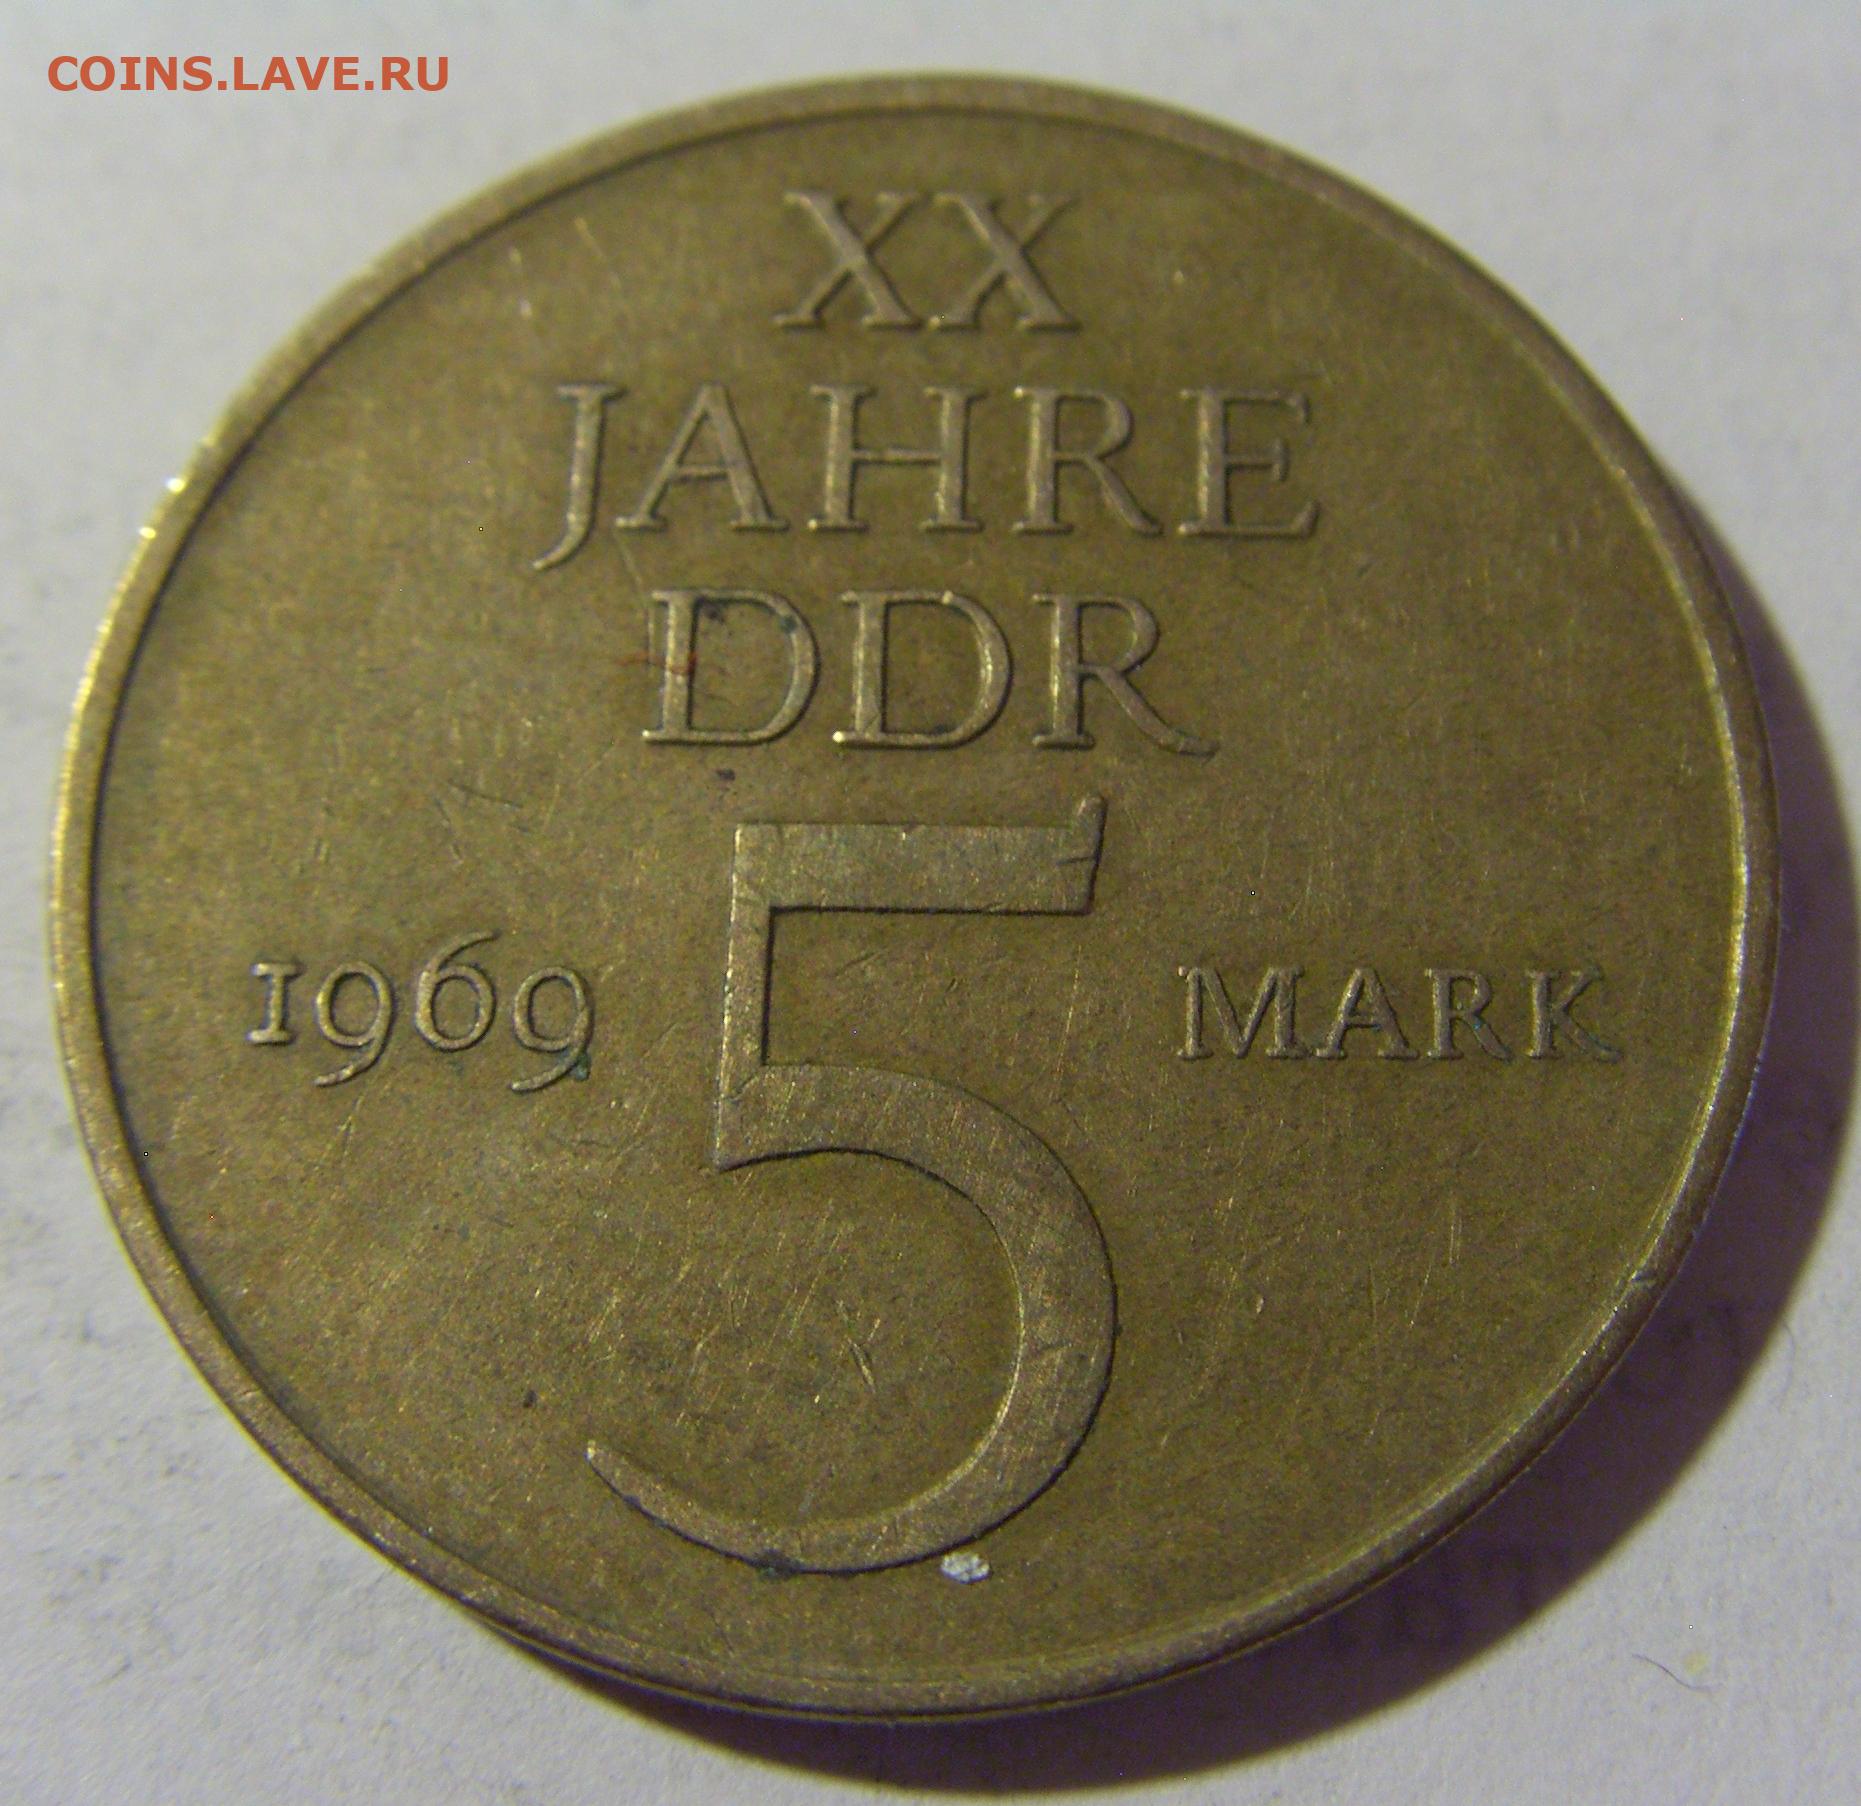 COINS.LAVE.RU
XX
JAHRE
DDR
1969 5 MARK